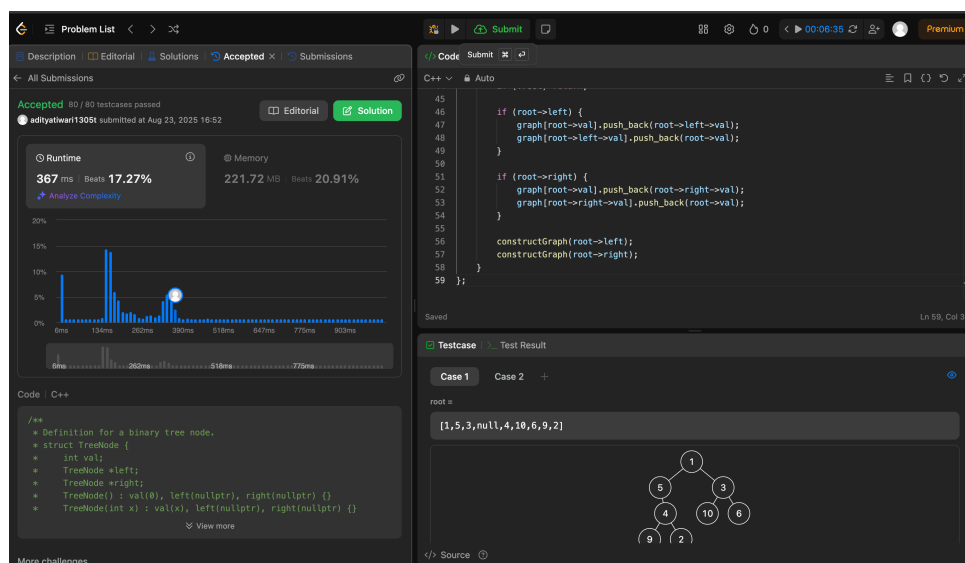 Problem List
Submit
0
00:06:35
Premium
Description
Editorial
Solutions
Accepted ×
Submissions
</> Code
Submit ⌘ ↵
All Submissions
C++
Auto
Accepted 80 / 80 testcases passed
adityatiwari1305t submitted at Aug 23, 2025 16:52
Editorial
Solution
Runtime
367 ms | Beats 17.27%
Analyze Complexity
Memory
221.72 MB | Beats 20.91%
20%
15%
10%
5%
0%
6ms 134ms 262ms 390ms 518ms 647ms 775ms 903ms
6ms 262ms 518ms 775ms
Code | C++
/**
* Definition for a binary tree node.
* struct TreeNode {
* int val;
* TreeNode *left;
* TreeNode *right;
* TreeNode() : val(0), left(nullptr), right(nullptr) {}
* TreeNode(int x) : val(x), left(nullptr), right(nullptr) {}
View more
More challenges
45
46 if (root->left) {
47 graph[root->val].push_back(root->left->val);
48 graph[root->left->val].push_back(root->val);
49 }
50
51 if (root->right) {
52 graph[root->val].push_back(root->right->val);
53 graph[root->right->val].push_back(root->val);
54 }
55
56 constructGraph(root->left);
57 constructGraph(root->right);
58 }
59 };
Saved
Ln 59, Col 3
Testcase
Test Result
Case 1
Case 2
+
root =
[1,5,3,null,4,10,6,9,2]
1
5 3
4 10 6
9 2
</> Source